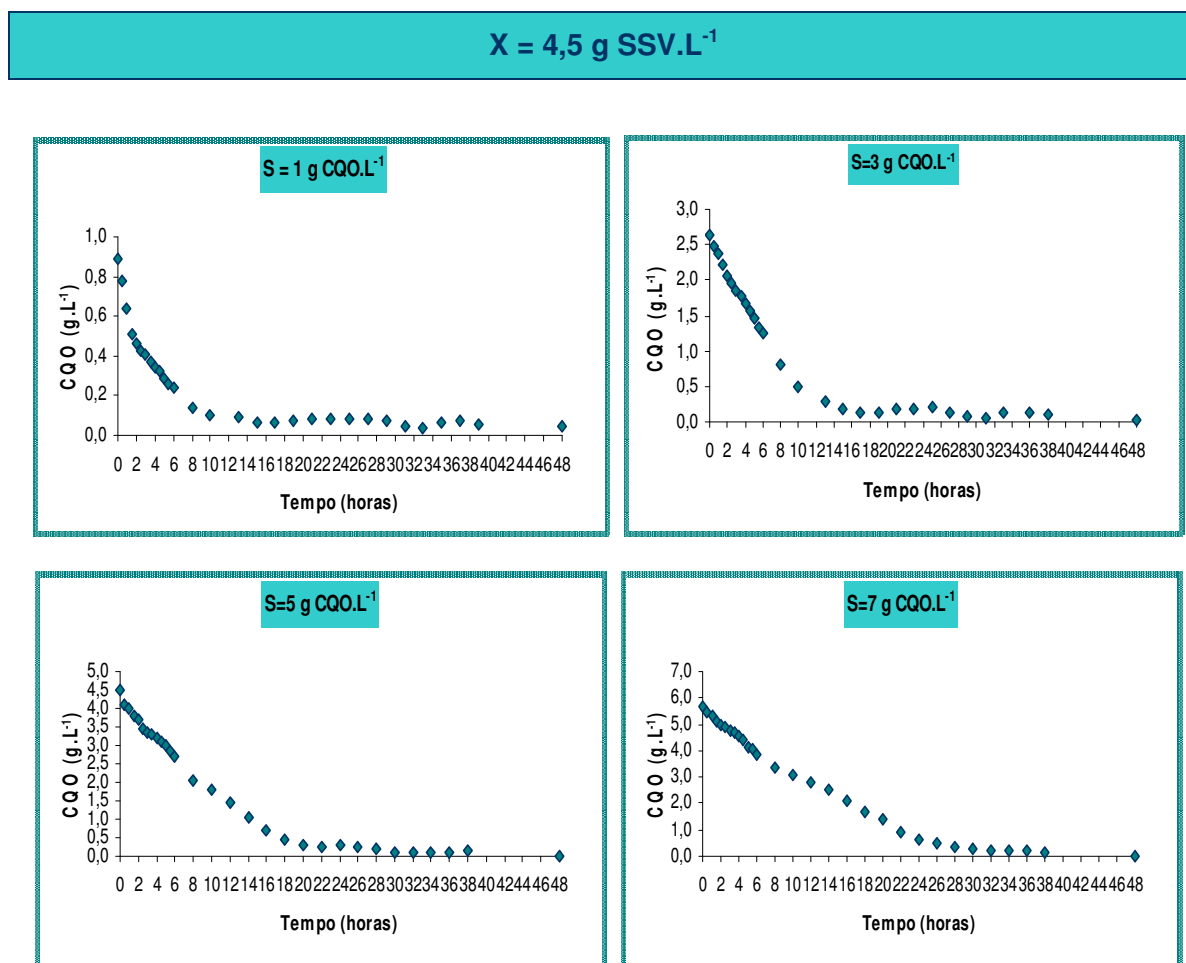 X = 4,5 g SSV.L-1
S = 1 g CQO.L-1
1,0
0,8
0,6
0,4
0,2
0,0
CQO (g.L-1)
0 2 4 6 8 10 12 14 16 18 20 22 24 26 28 30 32 34 36 38 40 42 44 46 48
Tempo (horas)
S=3 g CQO.L-1
3,0
2,5
2,0
1,5
1,0
0,5
0,0
CQO (g.L-1)
0 2 4 6 8 10 12 14 16 18 20 22 24 26 28 30 32 34 36 38 40 42 44 46 48
Tempo (horas)
S=5 g CQO.L-1
5,0
4,5
4,0
3,5
3,0
2,5
2,0
1,5
1,0
0,5
0,0
CQO (g.L-1)
0 2 4 6 8 10 12 14 16 18 20 22 24 26 28 30 32 34 36 38 40 42 44 46 48
Tempo (horas)
S=7 g CQO.L-1
7,0
6,0
5,0
4,0
3,0
2,0
1,0
0,0
CQO (g.L-1)
0 2 4 6 8 10 12 14 16 18 20 22 24 26 28 30 32 34 36 38 40 42 44 46 48
Tempo (horas)